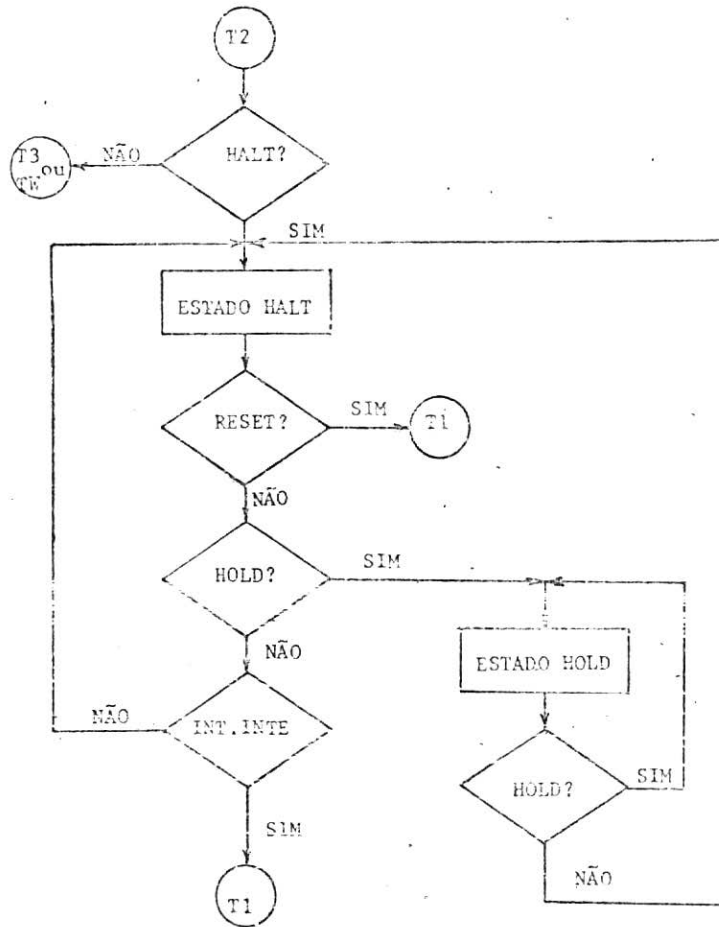 T2
HALT?
NÃO
T3 ou
TW
SIM
ESTADO HALT
RESET?
SIM
T1
NÃO
HOLD?
SIM
NÃO
ESTADO HOLD
NÃO
INT.INTE
HOLD?
SIM
SIM
NÃO
T1